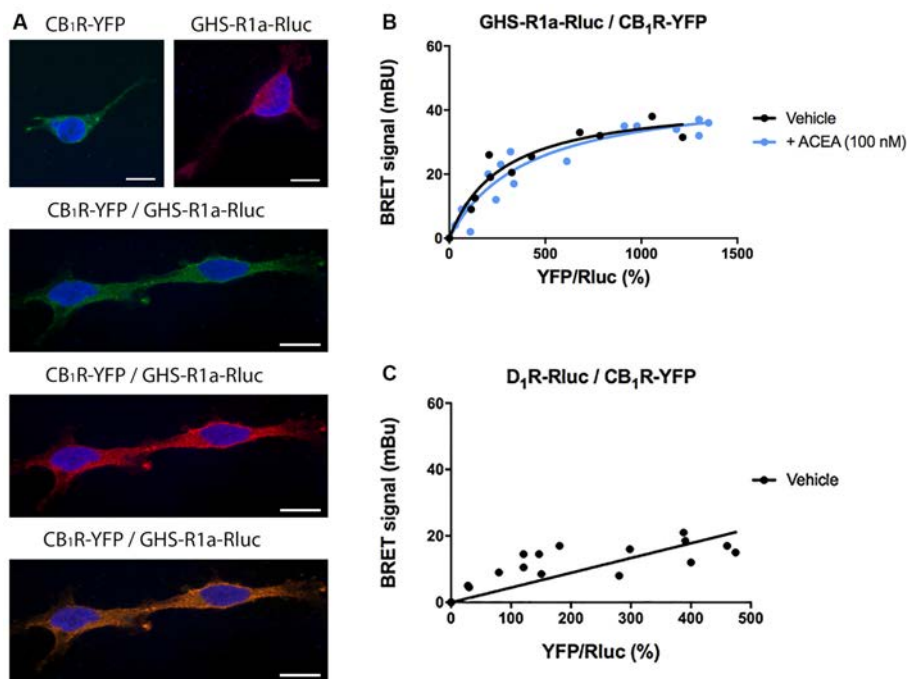 A
CB₁R-YFP
GHS-R1a-Rluc
CB₁R-YFP / GHS-R1a-Rluc
CB₁R-YFP / GHS-R1a-Rluc
CB₁R-YFP / GHS-R1a-Rluc
B
GHS-R1a-Rluc / CB₁R-YFP
BRET signal (mBU)
60
40
20
0
0 500 1000 1500
YFP/Rluc (%)
Vehicle
+ ACEA (100 nM)
C
D₁R-Rluc / CB₁R-YFP
BRET signal (mBu)
60
40
20
0
0 100 200 300 400 500
YFP/Rluc (%)
Vehicle